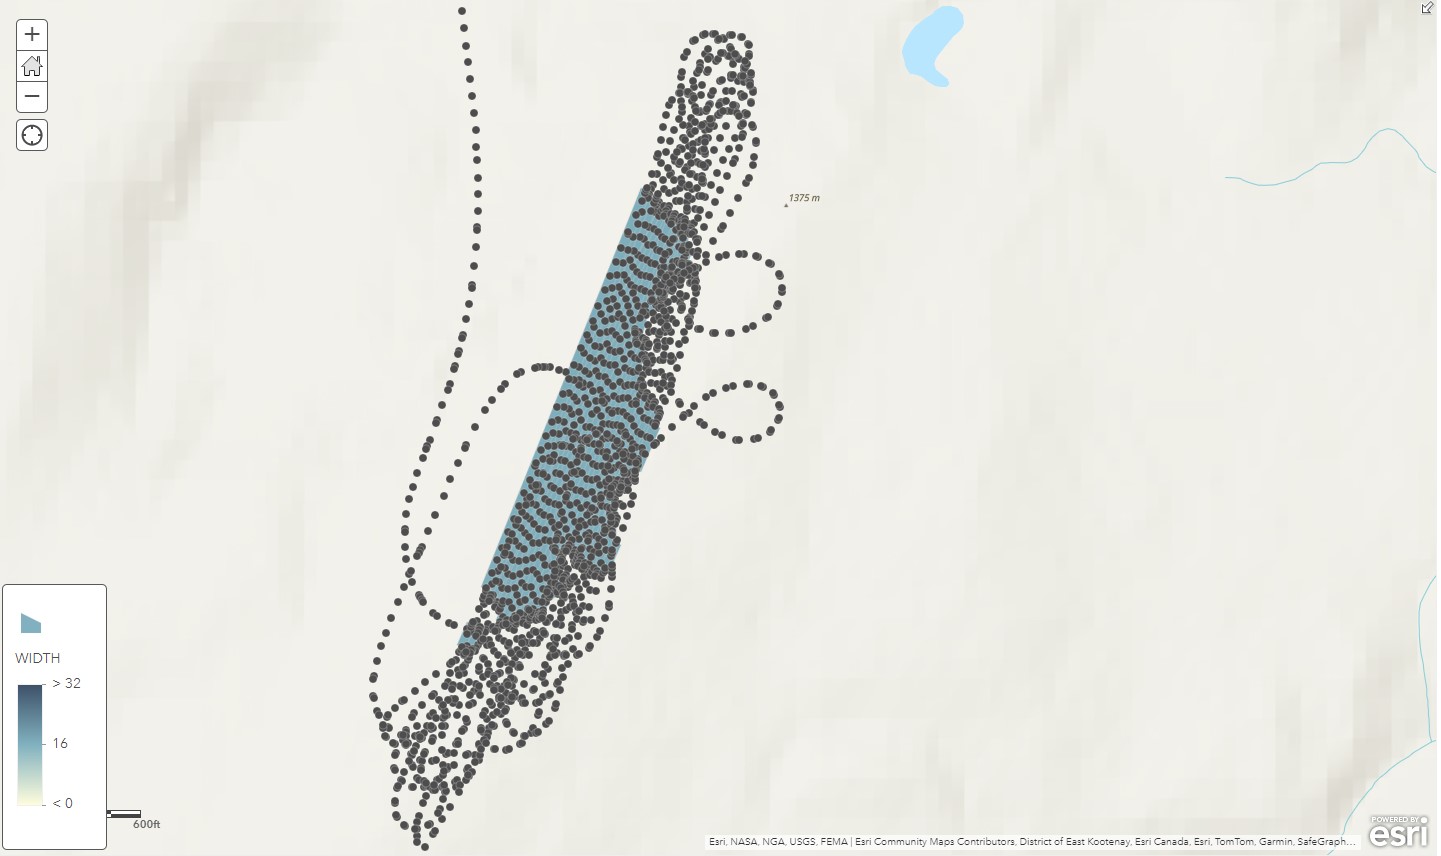 +
−
1375 m
WIDTH
> 32
16
< 0
600ft
Esri, NASA, NGA, USGS, FEMA | Esri Community Maps Contributors, District of East Kootenay, Esri Canada, Esri, TomTom, Garmin, SafeGraph...
POWERED BY
esri